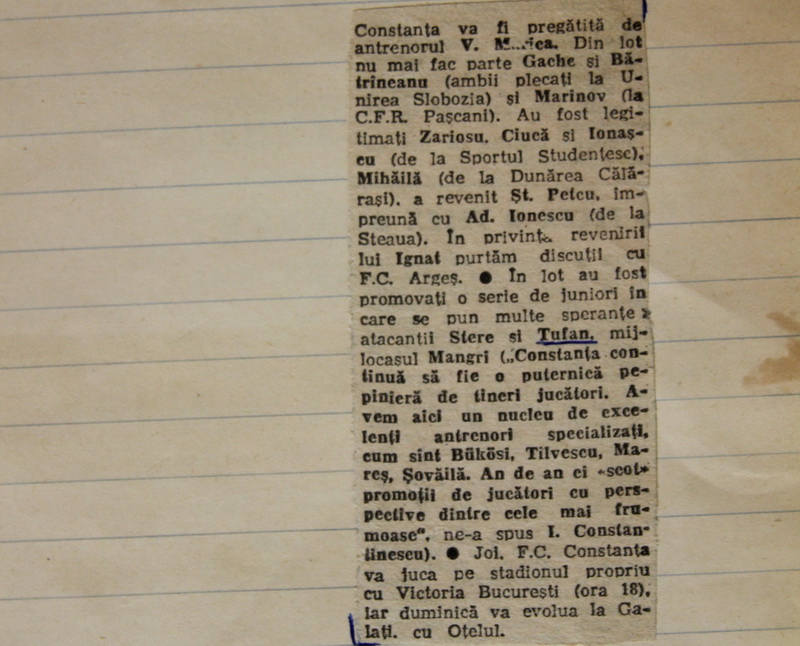 Constanța va fi pregătită de
antrenorul V. Din lot
nu mai fac parte Gache și Bă-
trîneanu (ambii plecați la U-
nirea Slobozia) și Marinov (la
C.F.R. Pașcani). Au fost legi-
timați Zariosu, Ciucă și Ionaș-
cu (de la Sportul Studențesc),
Mihăilă (de la Dunărea Călă-
rași), a revenit Șt. Petcu, îm-
preună cu Ad. Ionescu (de la
Steaua). În privința revenirii
lui Ignat purtăm discuții cu
F.C. Argeș. ● În lot au fost
promovați o serie de juniori în
care se pun multe speranțe :
atacanții Stere și Tufan, mij-
locașul Mangri („Constanța con-
tinuă să fie o puternică pe-
pinieră de tineri jucători. A-
vem aici un nucleu de exce-
lenți antrenori specializați,
cum sînt Bükösi, Tilvescu, Ma-
reș, Șovăilă. An de an ei «scot»
promoții de jucători cu pers-
pective dintre cele mai fru-
moase", ne-a spus I. Constan-
tinescu). ● Joi, F.C. Constanța
va juca pe stadionul propriu
cu Victoria București (ora 18),
iar duminică va evolua la Ga-
lați, cu Oțelul.